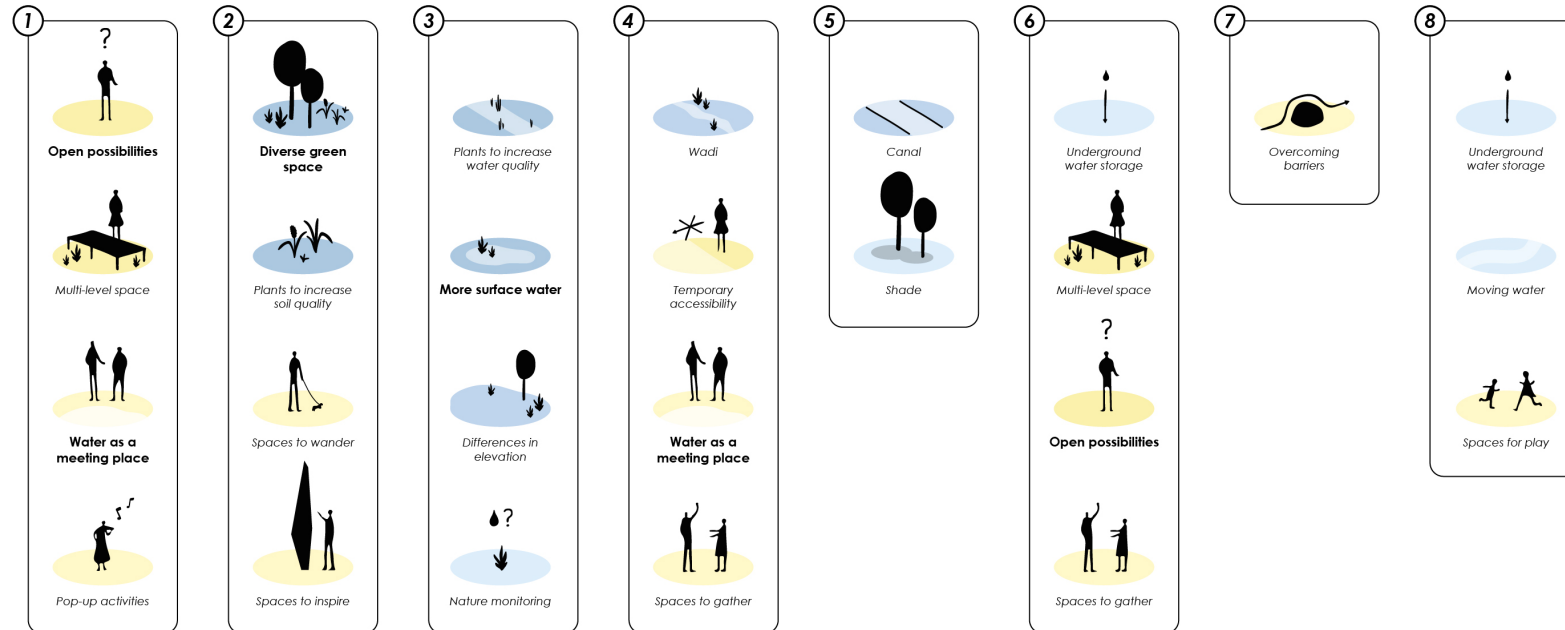 1
?
Open possibilities
Multi-level space
Water as a
meeting place
Pop-up activities
2
Diverse green
space
Plants to increase
soil quality
Spaces to wander
Spaces to inspire
3
Plants to increase
water quality
More surface water
Differences in
elevation
?
Nature monitoring
4
Wadi
Temporary
accessibility
Water as a
meeting place
Spaces to gather
5
Canal
Shade
6
Underground
water storage
Multi-level space
?
Open possibilities
Spaces to gather
7
Overcoming
barriers
8
Underground
water storage
Moving water
Spaces for play